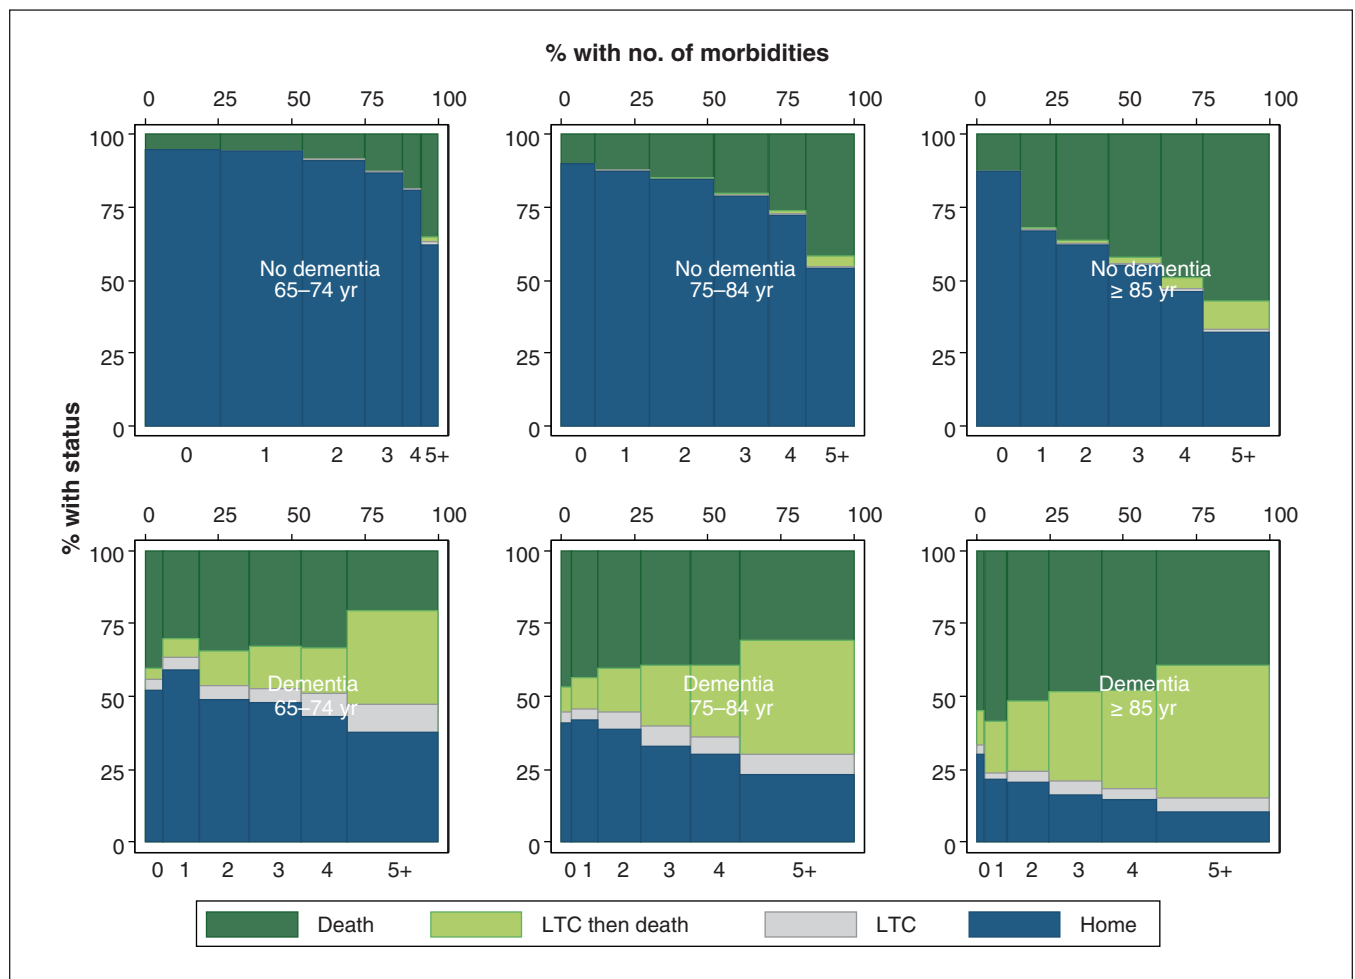 % with no. of morbidities
0 25 50 75 100
0 25 50 75 100
0 25 50 75 100
% with status
100
75
50
25
0
No dementia
65–74 yr
0 1 2 3 4 5+
100
75
50
25
0
No dementia
75–84 yr
0 1 2 3 4 5+
100
75
50
25
0
No dementia
≥ 85 yr
0 1 2 3 4 5+
0 25 50 75 100
0 25 50 75 100
0 25 50 75 100
100
75
50
25
0
Dementia
65–74 yr
0 1 2 3 4 5+
100
75
50
25
0
Dementia
75–84 yr
0 1 2 3 4 5+
100
75
50
25
0
Dementia
≥ 85 yr
0 1 2 3 4 5+
Death LTC then death LTC Home